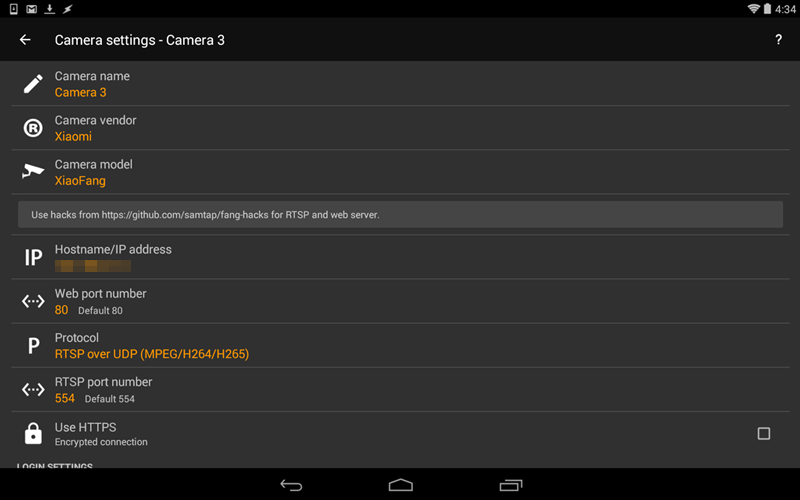 4:34
Camera settings - Camera 3
?
Camera name
Camera 3
Camera vendor
Xiaomi
Camera model
XiaoFang
Use hacks from https://github.com/samtap/fang-hacks for RTSP and web server.
IP
Hostname/IP address
Web port number
80 Default 80
P
Protocol
RTSP over UDP (MPEG/H264/H265)
RTSP port number
554 Default 554
Use HTTPS
Encrypted connection
LOGIN SETTINGS